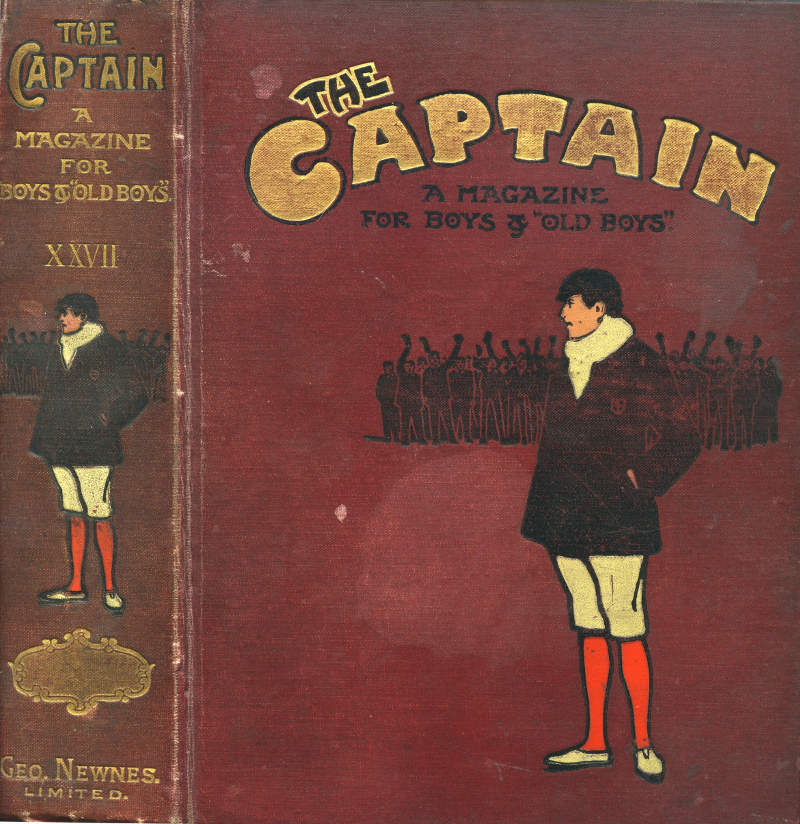 THE
CAPTAIN
A
MAGAZINE
FOR
BOYS & "OLD BOYS".
XXVII
GEO. NEWNES.
LIMITED.
THE
CAPTAIN
A MAGAZINE
FOR BOYS & "OLD BOYS".